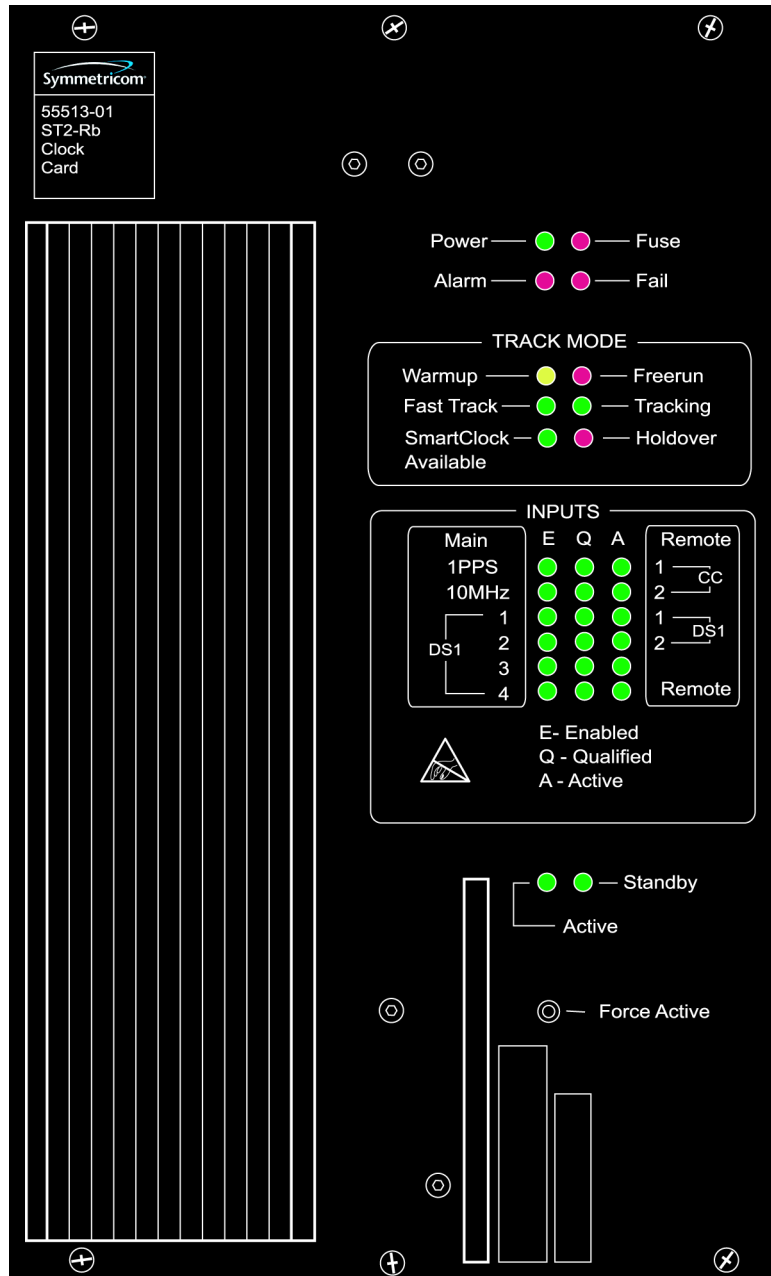 Symmetricom
55513-01
ST2-Rb
Clock
Card
Power Fuse
Alarm Fail
TRACK MODE
Warmup Freerun
Fast Track Tracking
SmartClock Holdover
Available
INPUTS
Main E Q A Remote
1PPS 1
CC
10MHz 2
1 1
DS1
DS1 2 2
3
4 Remote
E- Enabled
Q - Qualified
A - Active
Standby
Active
Force Active